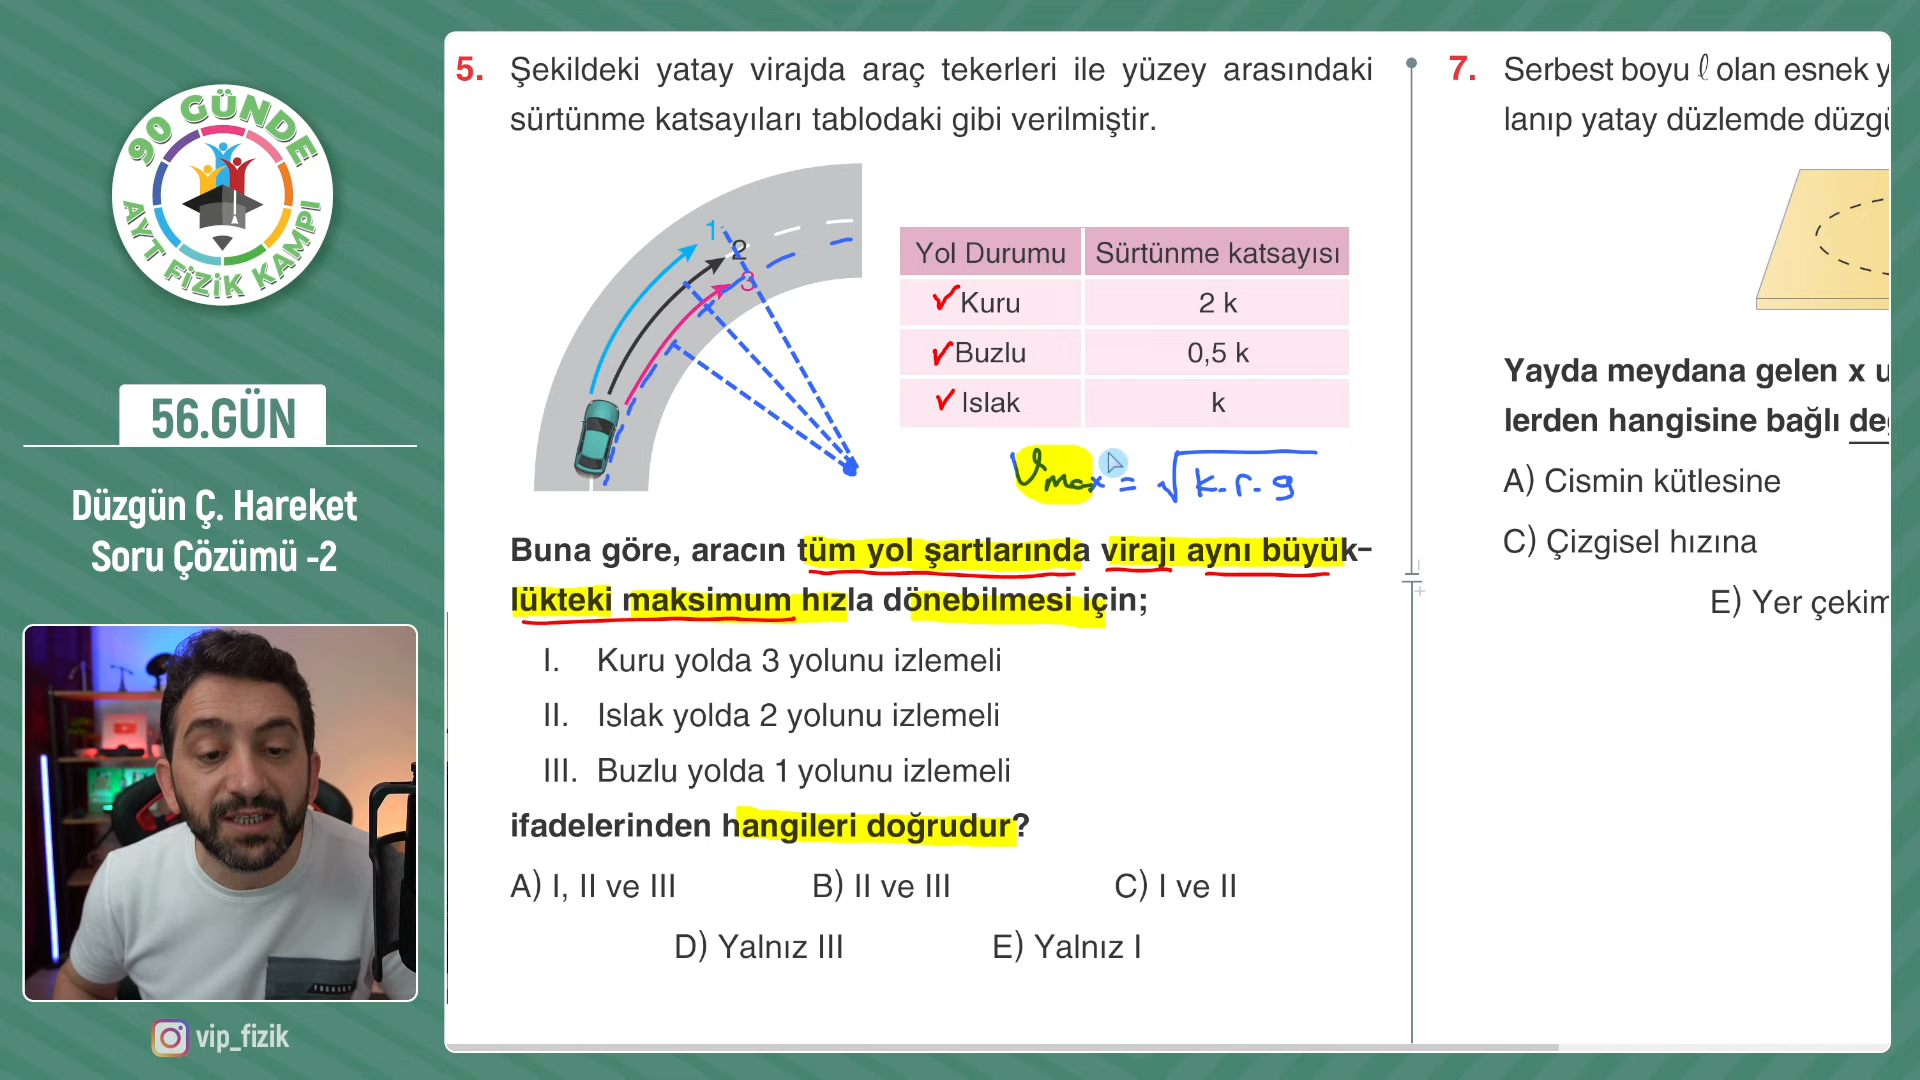 90 GÜNDE
AYT FİZİK KAMPI
56.GÜN
Düzgün Ç. Hareket
Soru Çözümü -2
vip_fizik
5. Şekildeki yatay virajda araç tekerleri ile yüzey arasındaki
sürtünme katsayıları tablodaki gibi verilmiştir.
1
2
3
Yol Durumu Sürtünme katsayısı
Kuru 2 k
Buzlu 0,5 k
Islak k
Vmax = √k.r.g
Buna göre, aracın tüm yol şartlarında virajı aynı büyük-
lükteki maksimum hızla dönebilmesi için;
I. Kuru yolda 3 yolunu izlemeli
II. Islak yolda 2 yolunu izlemeli
III. Buzlu yolda 1 yolunu izlemeli
ifadelerinden hangileri doğrudur?
A) I, II ve III B) II ve III C) I ve II
D) Yalnız III E) Yalnız I
7. Serbest boyu ℓ olan esnek y
lanıp yatay düzlemde düzgü
Yayda meydana gelen x u
lerden hangisine bağlı değ
A) Cismin kütlesine
C) Çizgisel hızına
E) Yer çekim